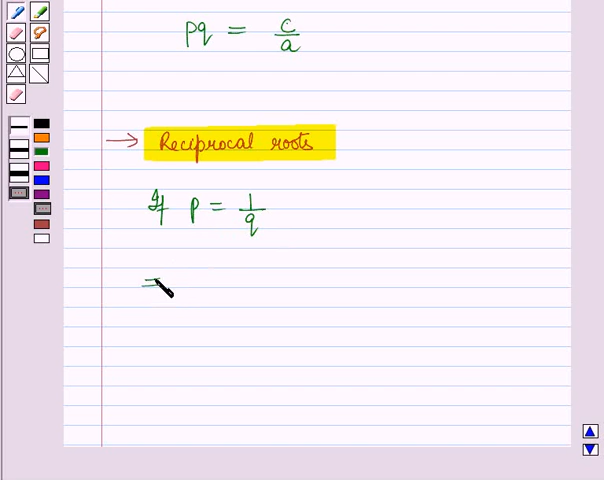 pq = c/a
→ Reciprocal roots
If p = 1/q
=